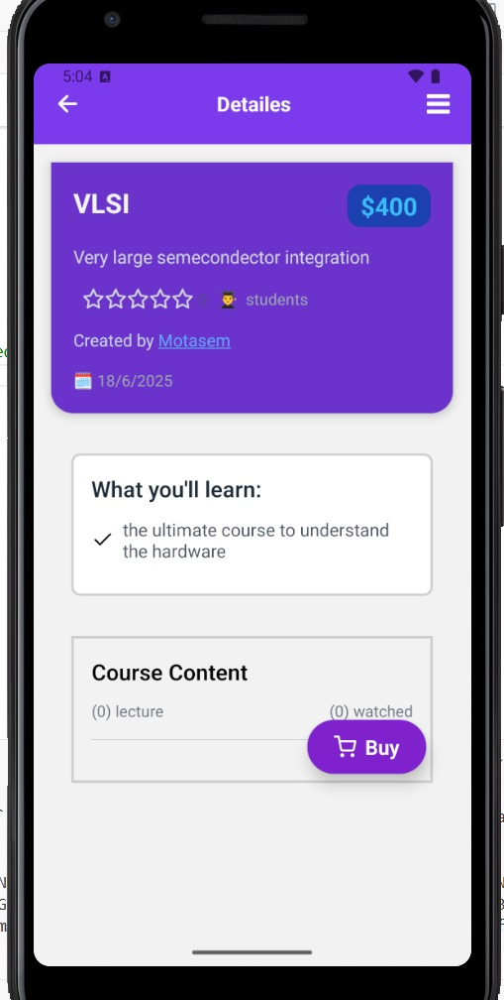 5:04 A
Detailes
VLSI
$400
Very large semecondector integration
students
Created by Motasem
18/6/2025
What you'll learn:
the ultimate course to understand
the hardware
Course Content
(0) lecture
(0) watched
Buy